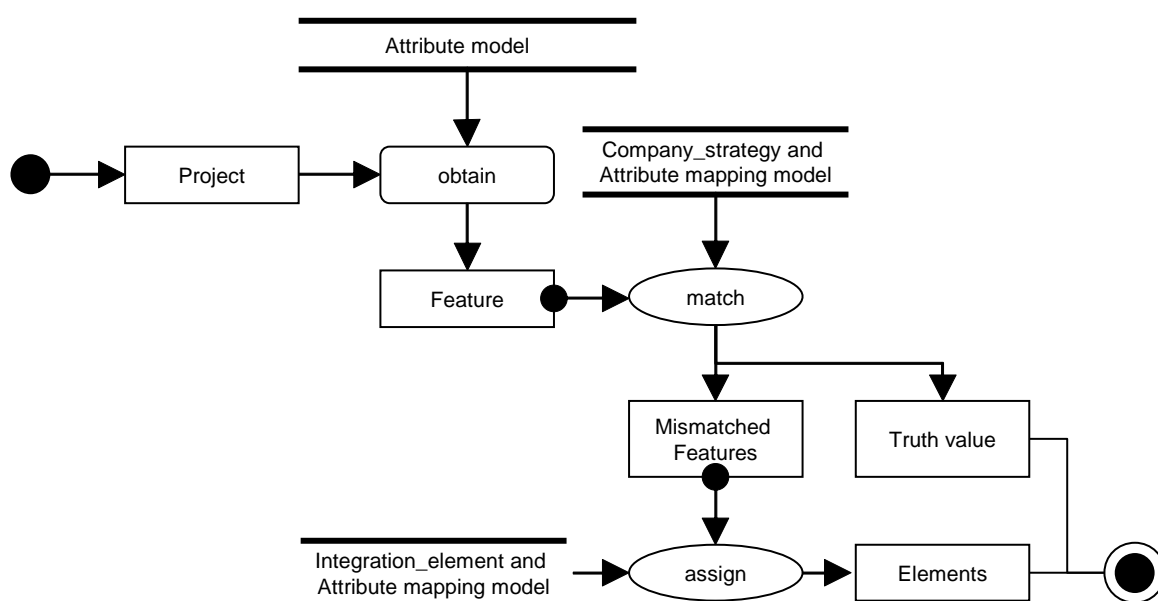 Attribute model
Company_strategy and
Attribute mapping model
Project
obtain
Feature
match
Mismatched
Features
Truth value
Integration_element and
Attribute mapping model
assign
Elements